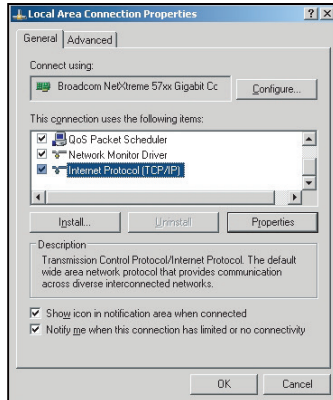 Local Area Connection Properties
General Advanced
Connect using:
Broadcom NetXtreme 57xx Gigabit Cc Configure...
This connection uses the following items:
QoS Packet Scheduler
Network Monitor Driver
Internet Protocol (TCP/IP)
Install... Uninstall Properties
Description
Transmission Control Protocol/Internet Protocol. The default
wide area network protocol that provides communication
across diverse interconnected networks.
Show icon in notification area when connected
Notify me when this connection has limited or no connectivity
OK Cancel